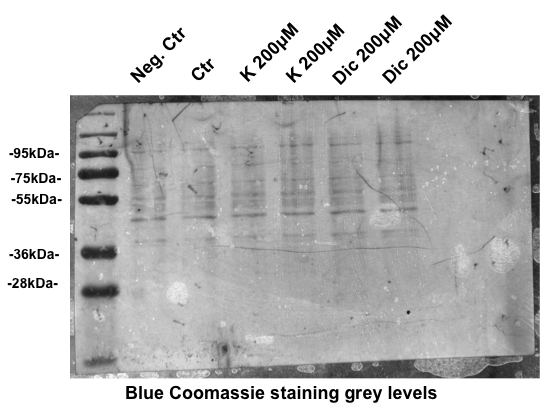 Neg. Ctr
Ctr
K 200µM
K 200µM
Dic 200µM
Dic 200µM
-95kDa-
-75kDa-
-55kDa-
-36kDa-
-28kDa-
Blue Coomassie staining grey levels